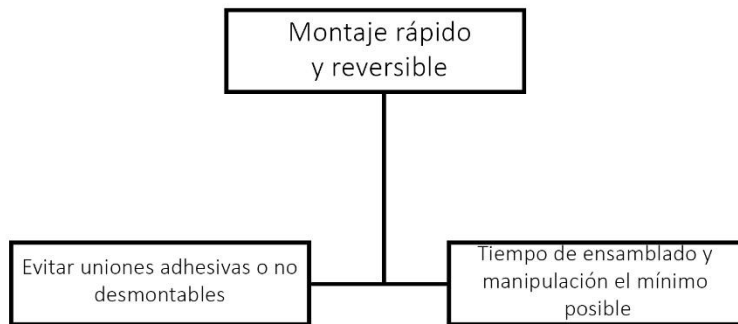 Montaje rápido
y reversible
Evitar uniones adhesivas o no
desmontables
Tiempo de ensamblado y
manipulación el mínimo
posible